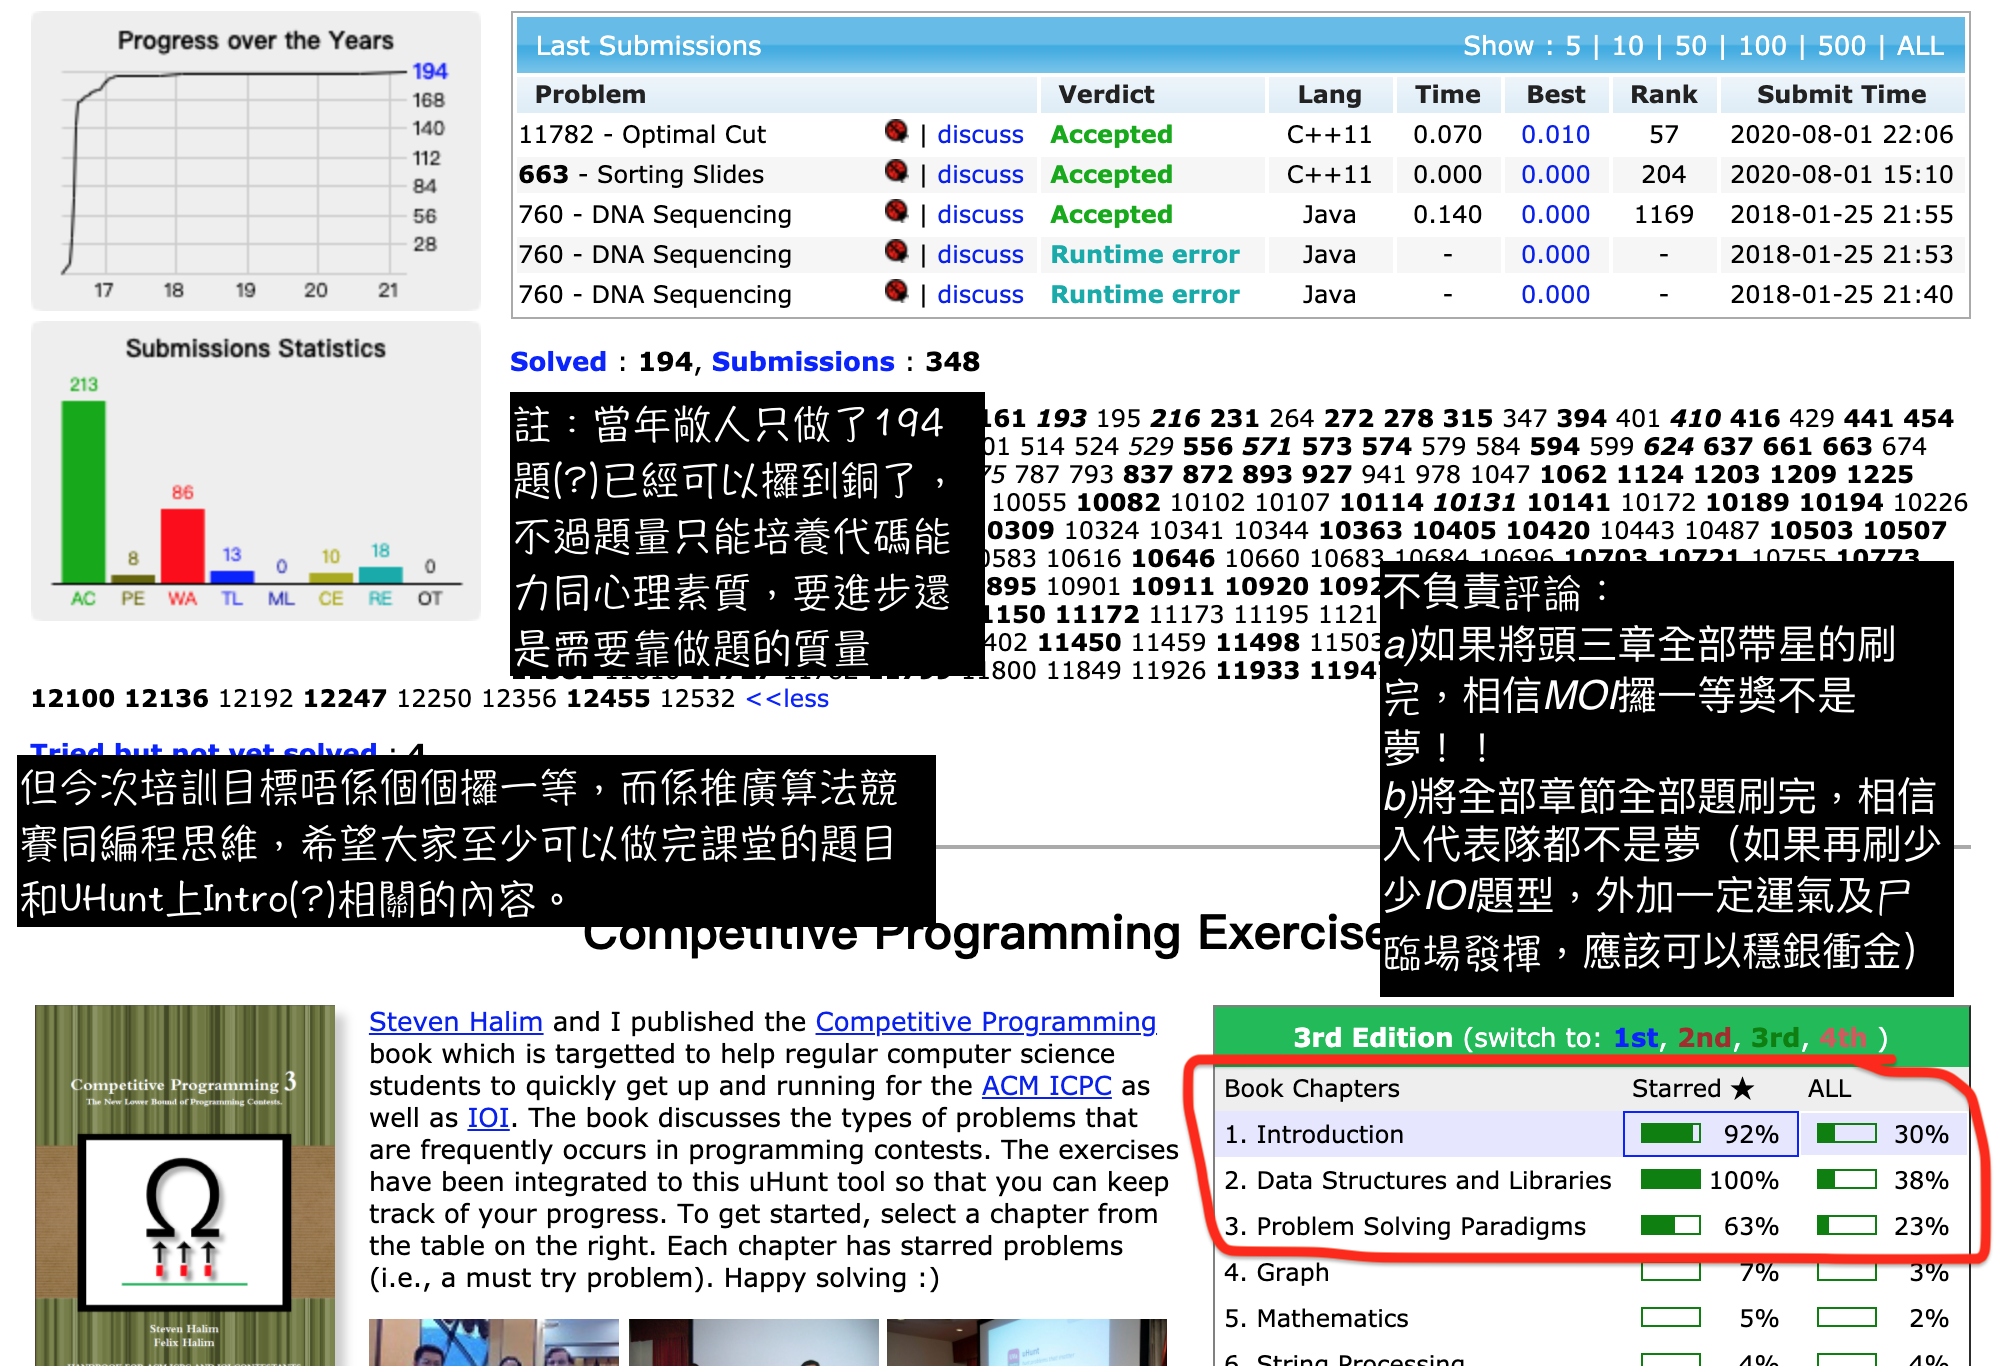 Progress over the Years
194
168
140
112
84
56
28
17 18 19 20 21
Submissions Statistics
213
8
86
13
0
10
18
0
AC PE WA TL ML CE RE OT
Last Submissions Show : 5 | 10 | 50 | 100 | 500 | ALL
Problem Verdict Lang Time Best Rank Submit Time
11782 - Optimal Cut | discuss Accepted C++11 0.070 0.010 57 2020-08-01 22:06
663 - Sorting Slides | discuss Accepted C++11 0.000 0.000 204 2020-08-01 15:10
760 - DNA Sequencing | discuss Accepted Java 0.140 0.000 1169 2018-01-25 21:55
760 - DNA Sequencing | discuss Runtime error Java - 0.000 - 2018-01-25 21:53
760 - DNA Sequencing | discuss Runtime error Java - 0.000 - 2018-01-25 21:40
Solved : 194, Submissions : 348
註：當年敞人只做了194
題(?)已經可以攞到銅了，
不過題量只能培養代碼能
力同心理素質，要進步還
是需要靠做題的質量
161 193 195 216 231 264 272 278 315 347 394 401 410 416 429 441 454
514 524 529 556 571 573 574 579 584 594 599 624 637 661 663 674
787 793 837 872 893 927 941 978 1047 1062 1124 1203 1209 1225
10055 10082 10102 10107 10114 10131 10141 10172 10189 10194 10226
10324 10341 10344 10363 10405 10420 10443 10487 10503 10507
10616 10646 10660 10683 10684 10696 10703 10721 10755 10773
10901 10911 10920
11172 11173 11195
11450 11459 11498 11503
11849 11926 11933
12100 12136 12192 12247 12250 12356 12455 12532 <<less
Tried but not yet solved : 4
不負責評論：
a)如果將頭三章全部帶星的刷
完，相信MOI攞一等獎不是
夢！！
b)將全部章節全部題刷完，相信
入代表隊都不是夢（如果再刷少
少IOI題型，外加一定運氣及尸
臨場發揮，應該可以穩銀衝金）
但今次培訓目標唔係個個攞一等，而係推廣算法競
賽同編程思維，希望大家至少可以做完課堂的題目
和UHunt上Intro(?)相關的內容。
Competitive Programming Exercise
Competitive Programming 3
The New Lower Bound of Programming Contests.
Steven Halim
Felix Halim
HANDBOOK FOR ACM ICPC AND IOI CONTESTANTS
Steven Halim and I published the Competitive Programming
book which is targetted to help regular computer science
students to quickly get up and running for the ACM ICPC as
well as IOI. The book discusses the types of problems that
are frequently occurs in programming contests. The exercises
have been integrated to this uHunt tool so that you can keep
track of your progress. To get started, select a chapter from
the table on the right. Each chapter has starred problems
(i.e., a must try problem). Happy solving :)
uHunt
3rd Edition (switch to: 1st, 2nd, 3rd, 4th )
Book Chapters Starred ★ ALL
1. Introduction 92% 30%
2. Data Structures and Libraries 100% 38%
3. Problem Solving Paradigms 63% 23%
4. Graph 7% 3%
5. Mathematics 5% 2%
6. String Processing 4% 4%